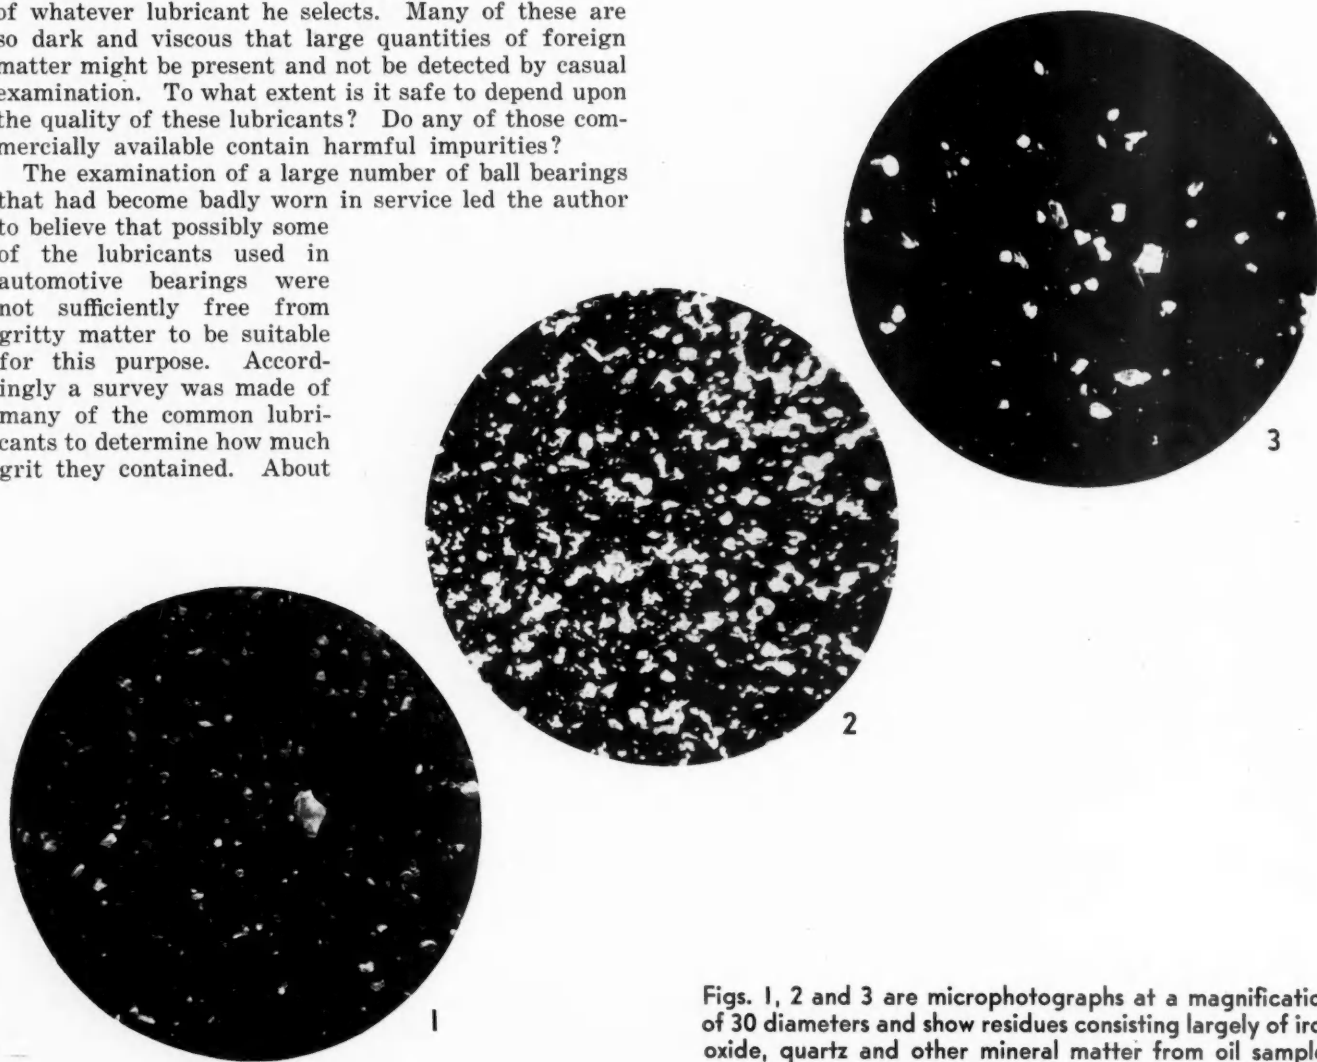 of whatever lubricant he selects. Many of these are
so dark and viscous that large quantities of foreign
matter might be present and not be detected by casual
examination. To what extent is it safe to depend upon
the quality of these lubricants? Do any of those com-
mercially available contain harmful impurities?
The examination of a large number of ball bearings
that had become badly worn in service led the author
to believe that possibly some
of the lubricants used in
automotive bearings were
not sufficiently free from
gritty matter to be suitable
for this purpose. Accord-
ingly a survey was made of
many of the common lubri-
cants to determine how much
grit they contained. About
3
2
1
Figs. 1, 2 and 3 are microphotographs at a
of 30 diameters and show residues consisting largely of
oxide, quartz and other mineral matter from oil